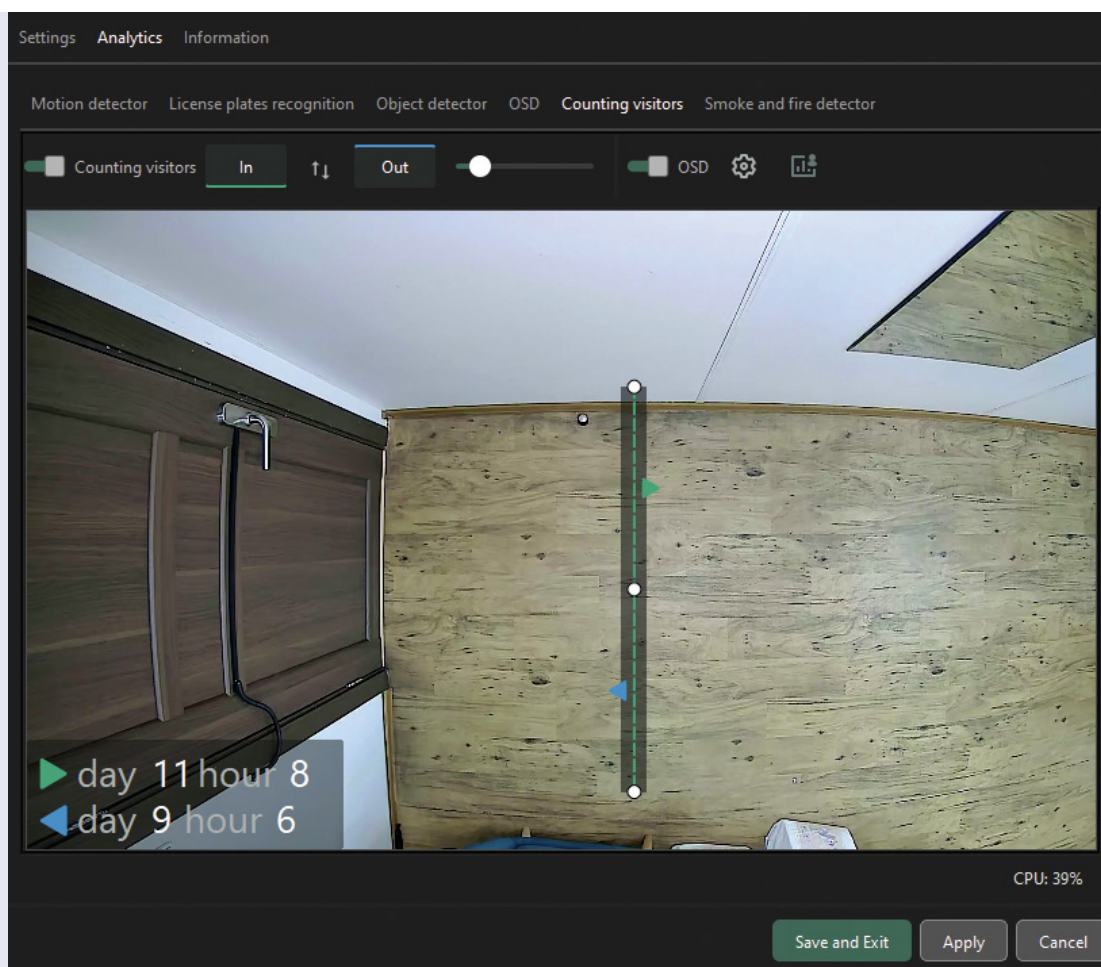 Settings Analytics Information
Motion detector License plates recognition Object detector OSD Counting visitors Smoke and fire detector
Counting visitors In Out OSD
day 11 hour 8
day 9 hour 6
CPU: 39%
Save and Exit Apply Cancel